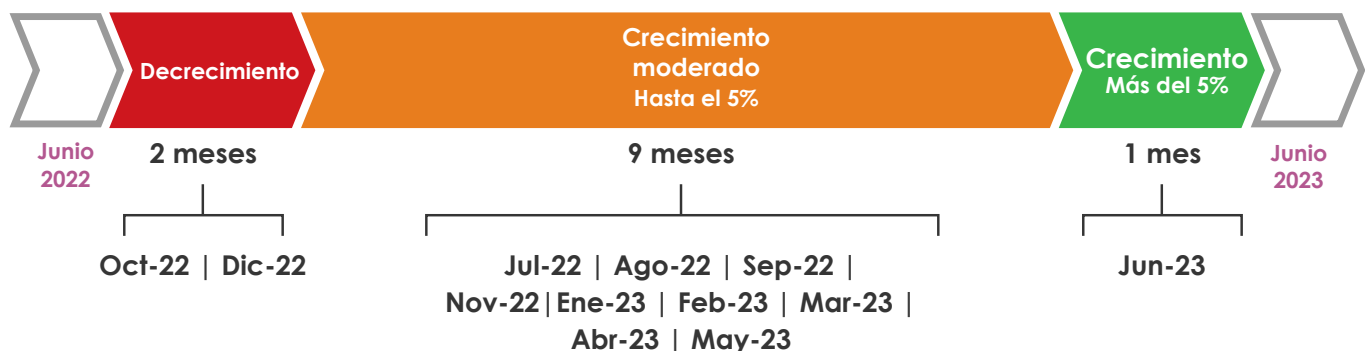 Decrecimiento
Crecimiento
moderado
Hasta el 5%
Crecimiento
Más del 5%
Junio
2022
2 meses
9 meses
1 mes
Junio
2023
Oct-22 | Dic-22
Jul-22 | Ago-22 | Sep-22 |
Nov-22|Ene-23 | Feb-23 | Mar-23 |
Abr-23 | May-23
Jun-23